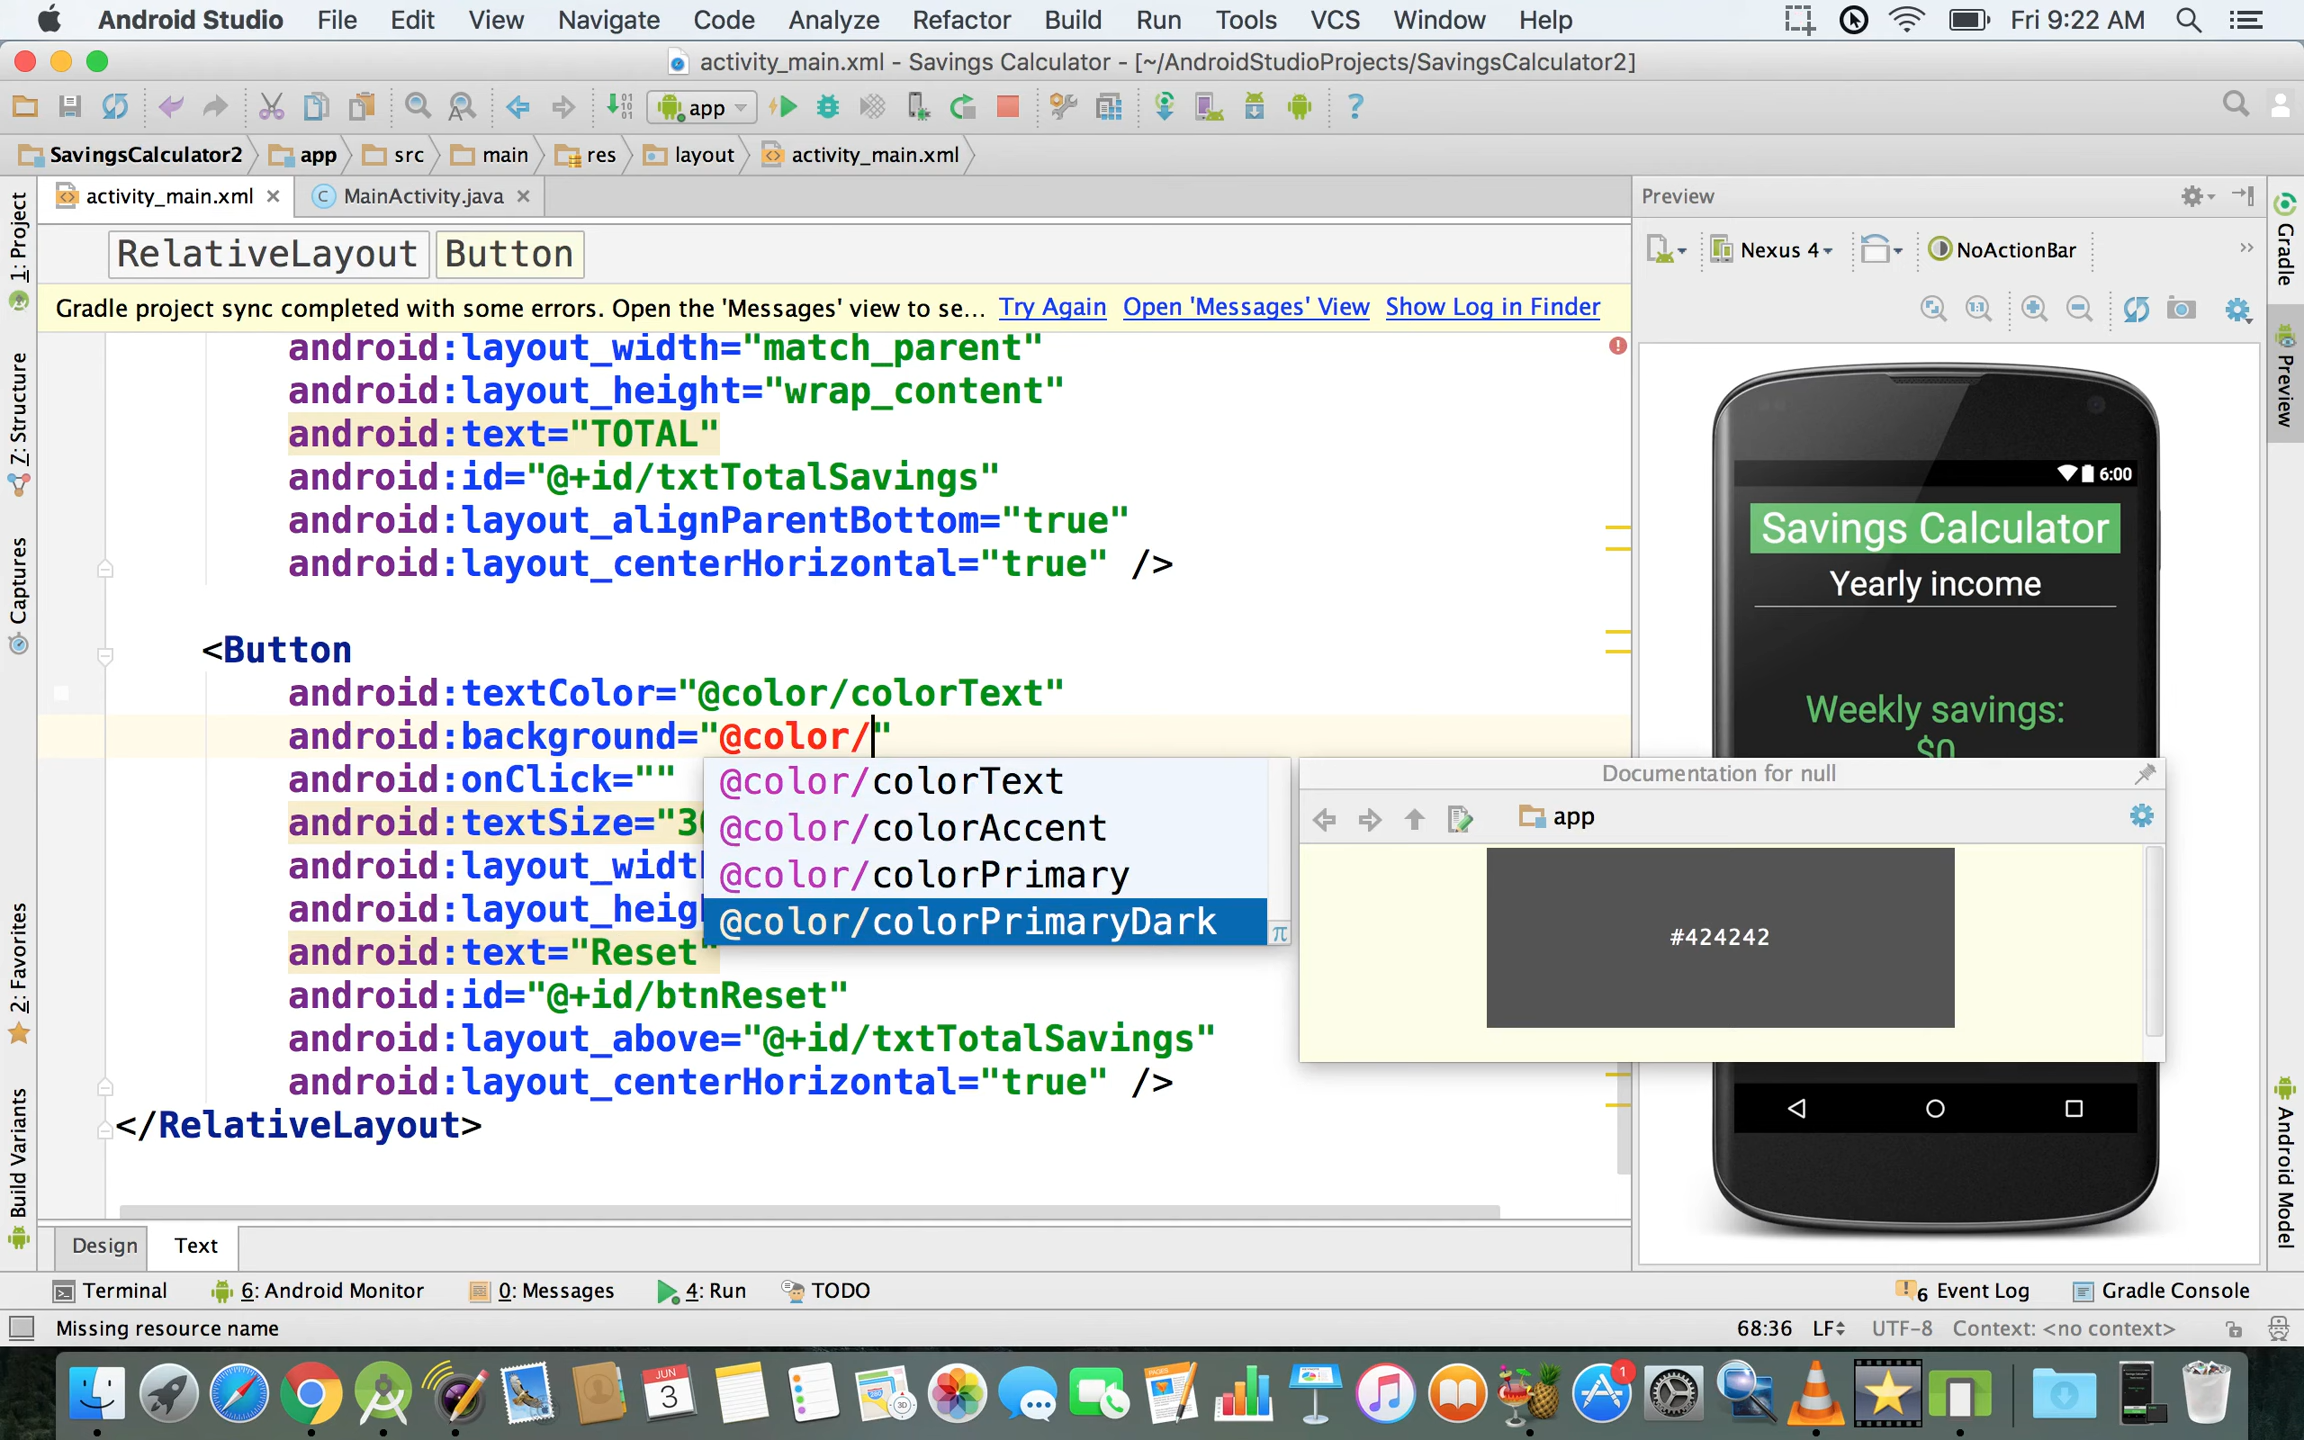 Android Studio File Edit View Navigate Code Analyze Refactor Build Run Tools VCS Window Help Fri 9:22 AM
activity_main.xml - Savings Calculator - [~/AndroidStudioProjects/SavingsCalculator2]
app
SavingsCalculator2 app src main res layout activity_main.xml
activity_main.xml MainActivity.java
RelativeLayout Button
Gradle project sync completed with some errors. Open the 'Messages' view to se... Try Again Open 'Messages' View Show Log in Finder
android:layout_width="match_parent"
android:layout_height="wrap_content"
android:text="TOTAL"
android:id="@+id/txtTotalSavings"
android:layout_alignParentBottom="true"
android:layout_centerHorizontal="true" />
<Button
android:textColor="@color/colorText"
android:background="@color/"
android:onClick=""
android:textSize="30
android:layout_widt
android:layout_heig
android:text="Reset"
android:id="@+id/btnReset"
android:layout_above="@+id/txtTotalSavings"
android:layout_centerHorizontal="true" />
</RelativeLayout>
@color/colorText
@color/colorAccent
@color/colorPrimary
@color/colorPrimaryDark
π
Documentation for null
app
#424242
Preview
Nexus 4 NoActionBar
1:1
6:00
Savings Calculator
Yearly income
Weekly savings:
$0
1: Project
7: Structure
Captures
2: Favorites
Build Variants
Gradle
Preview
Android Model
Design Text
Terminal 6: Android Monitor 0: Messages 4: Run TODO 6 Event Log Gradle Console
Missing resource name 68:36 LF UTF-8 Context: <no context>
JUN
3
1